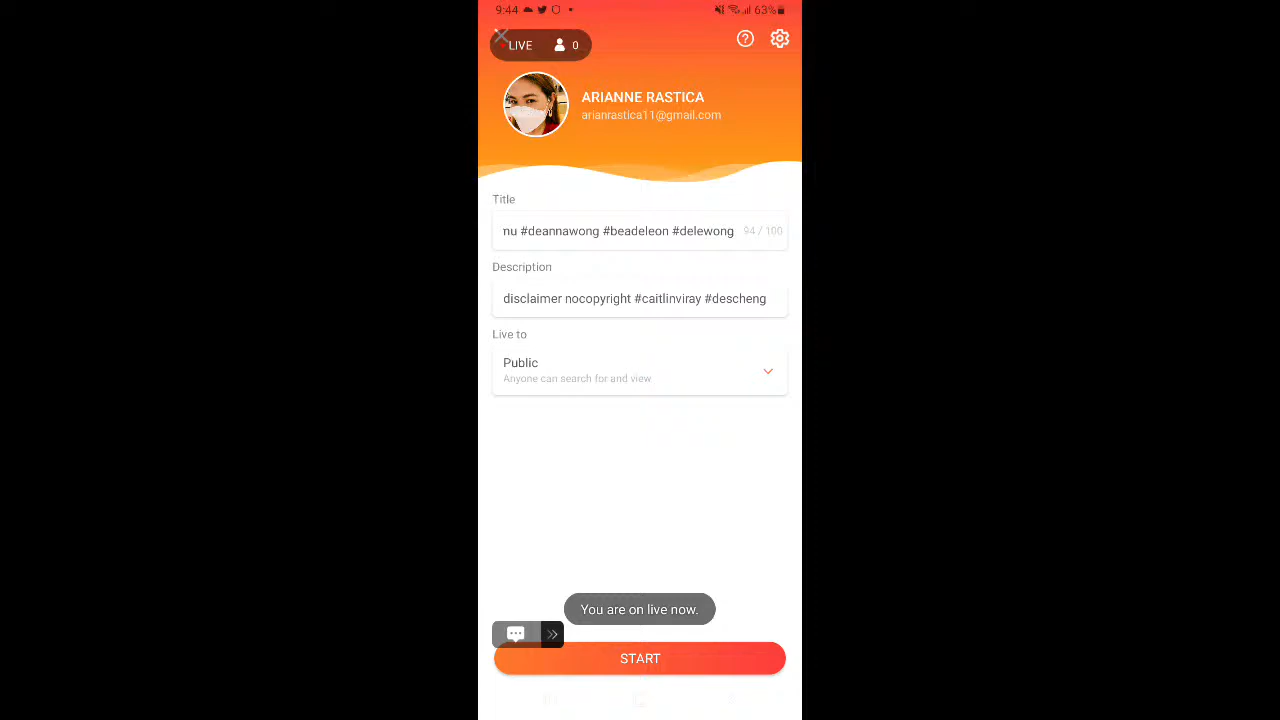 9:44
63%
LIVE 0
ARIANNE RASTICA
arianrastica11@gmail.com
Title
nu #deannawong #beadeleon #delewong 94 / 100
Description
disclaimer nocopyright #caitlinviray #descheng
Live to
Public
Anyone can search for and view
You are on live now.
START